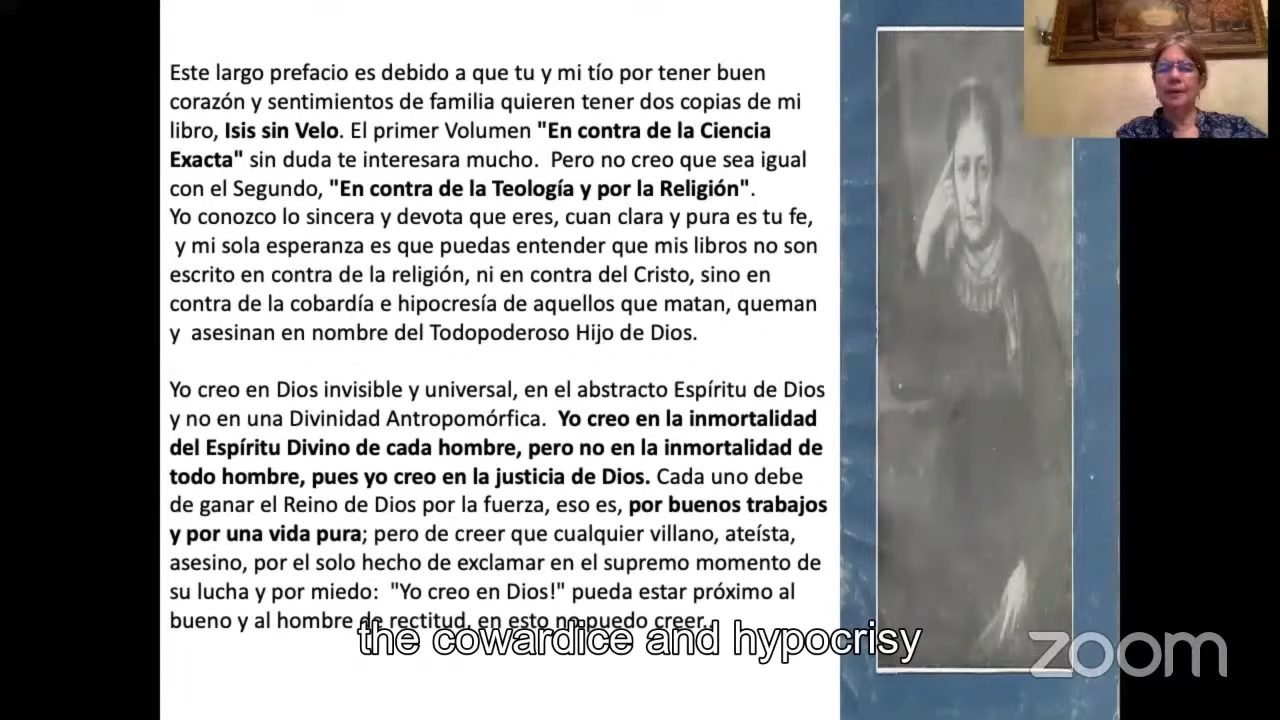 Este largo prefacio es debido a que tu y mi tío por tener buen
corazón y sentimientos de familia quieren tener dos copias de mi
libro, Isis sin Velo. El primer Volumen "En contra de la Ciencia
Exacta" sin duda te interesara mucho. Pero no creo que sea igual
con el Segundo, "En contra de la Teología y por la Religión".
Yo conozco lo sincera y devota que eres, cuan clara y pura es tu fe,
y mi sola esperanza es que puedas entender que mis libros no son
escrito en contra de la religión, ni en contra del Cristo, sino en
contra de la cobardía e hipocresía de aquellos que matan, queman
y asesinan en nombre del Todopoderoso Hijo de Dios.
Yo creo en Dios invisible y universal, en el abstracto Espíritu de Dios
y no en una Divinidad Antropomórfica. Yo creo en la inmortalidad
del Espíritu Divino de cada hombre, pero no en la inmortalidad de
todo hombre, pues yo creo en la justicia de Dios. Cada uno debe
de ganar el Reino de Dios por la fuerza, eso es, por buenos trabajos
y por una vida pura; pero de creer que cualquier villano, ateísta,
asesino, por el solo hecho de exclamar en el supremo momento de
su lucha y por miedo: "Yo creo en Dios!" pueda estar próximo al
bueno y al hombre de rectitud, en esto no puedo creer.
the cowardice and hypocrisy
zoom